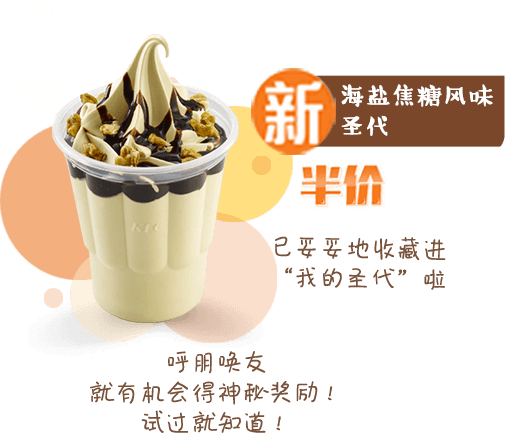 新
海盐焦糖风味
圣代
半价
KFC
已妥妥地收藏进
“我的圣代”啦
呼朋唤友
就有机会得神秘奖励！
试过就知道！